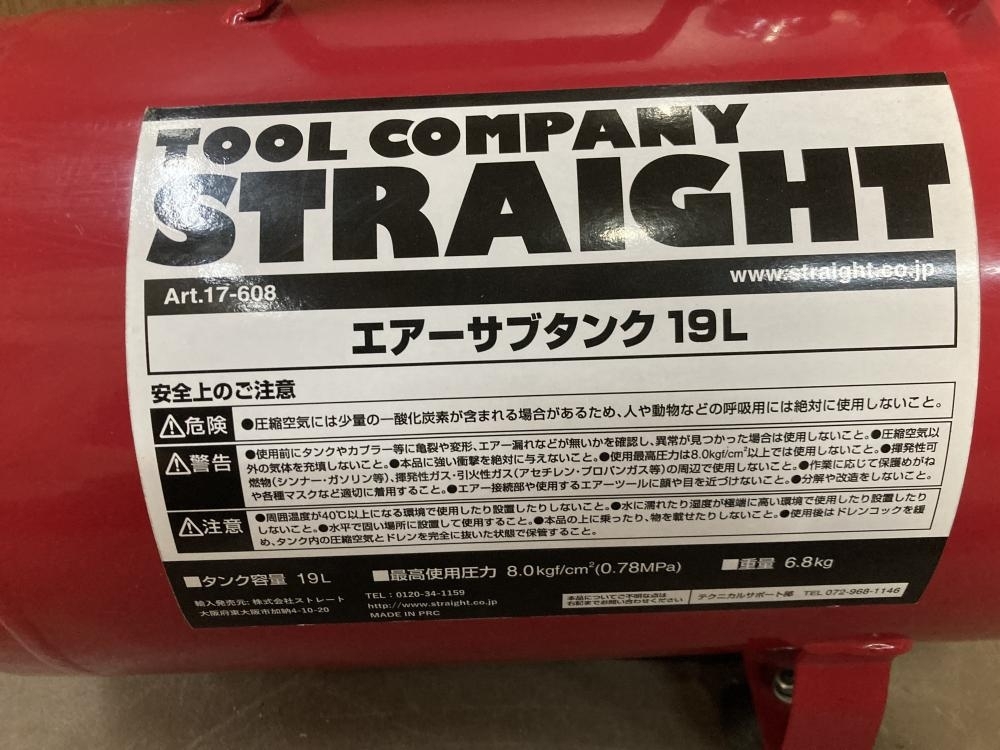 TOOL COMPANY
STRAIGHT
www.straight.co.jp
Art.17-608
エアーサブタンク 19L
安全上のご注意
⚠危険
●圧縮空気には少量の一酸化炭素が含まれる場合があるため、人や動物などの呼吸用には絶対に使用しないこと。
⚠警告
●使用前にタンクやカプラー等に亀裂や変形、エアー漏れなどが無いかを確認し、異常が見つかった場合は使用しないこと。●圧縮空気以
外の気体を充填しないこと。●本品に強い衝撃を絶対に与えないこと。●使用最高圧力は8.0kgf/cm²以上では使用しないこと。●揮発性可
燃物(シンナー・ガソリン等)、揮発性ガス・引火性ガス(アセチレン・プロパンガス等)の周辺で使用しないこと。●作業に応じて保護めがね
や各種マスクなど適切に着用すること。●エアー接続部や使用するエアーツールに顔や目を近づけないこと。●分解や改造をしないこと。
⚠注意
●周囲温度が40℃以上になる環境で使用したり設置したりしないこと。●水に濡れたり湿度が極端に高い環境で使用したり設置したり
しないこと。●水平で固い場所に設置して使用すること。●本品の上に乗ったり、物を載せたりしないこと。●使用後はドレンコックを緩
め、タンク内の圧縮空気とドレンを完全に抜いた状態で保管すること。
■タンク容量 19L ■最高使用圧力 8.0kgf/cm²(0.78MPa) ■重量 6.8kg
輸入発売元: 株式会社ストレート
大阪府東大阪市加納4-10-20
TEL : 0120-34-1159
http://www.straight.co.jp
MADE IN PRC
本品についてご不明な点は
右記までお問い合わせください
テクニカルサポート部 TEL 072-968-1146